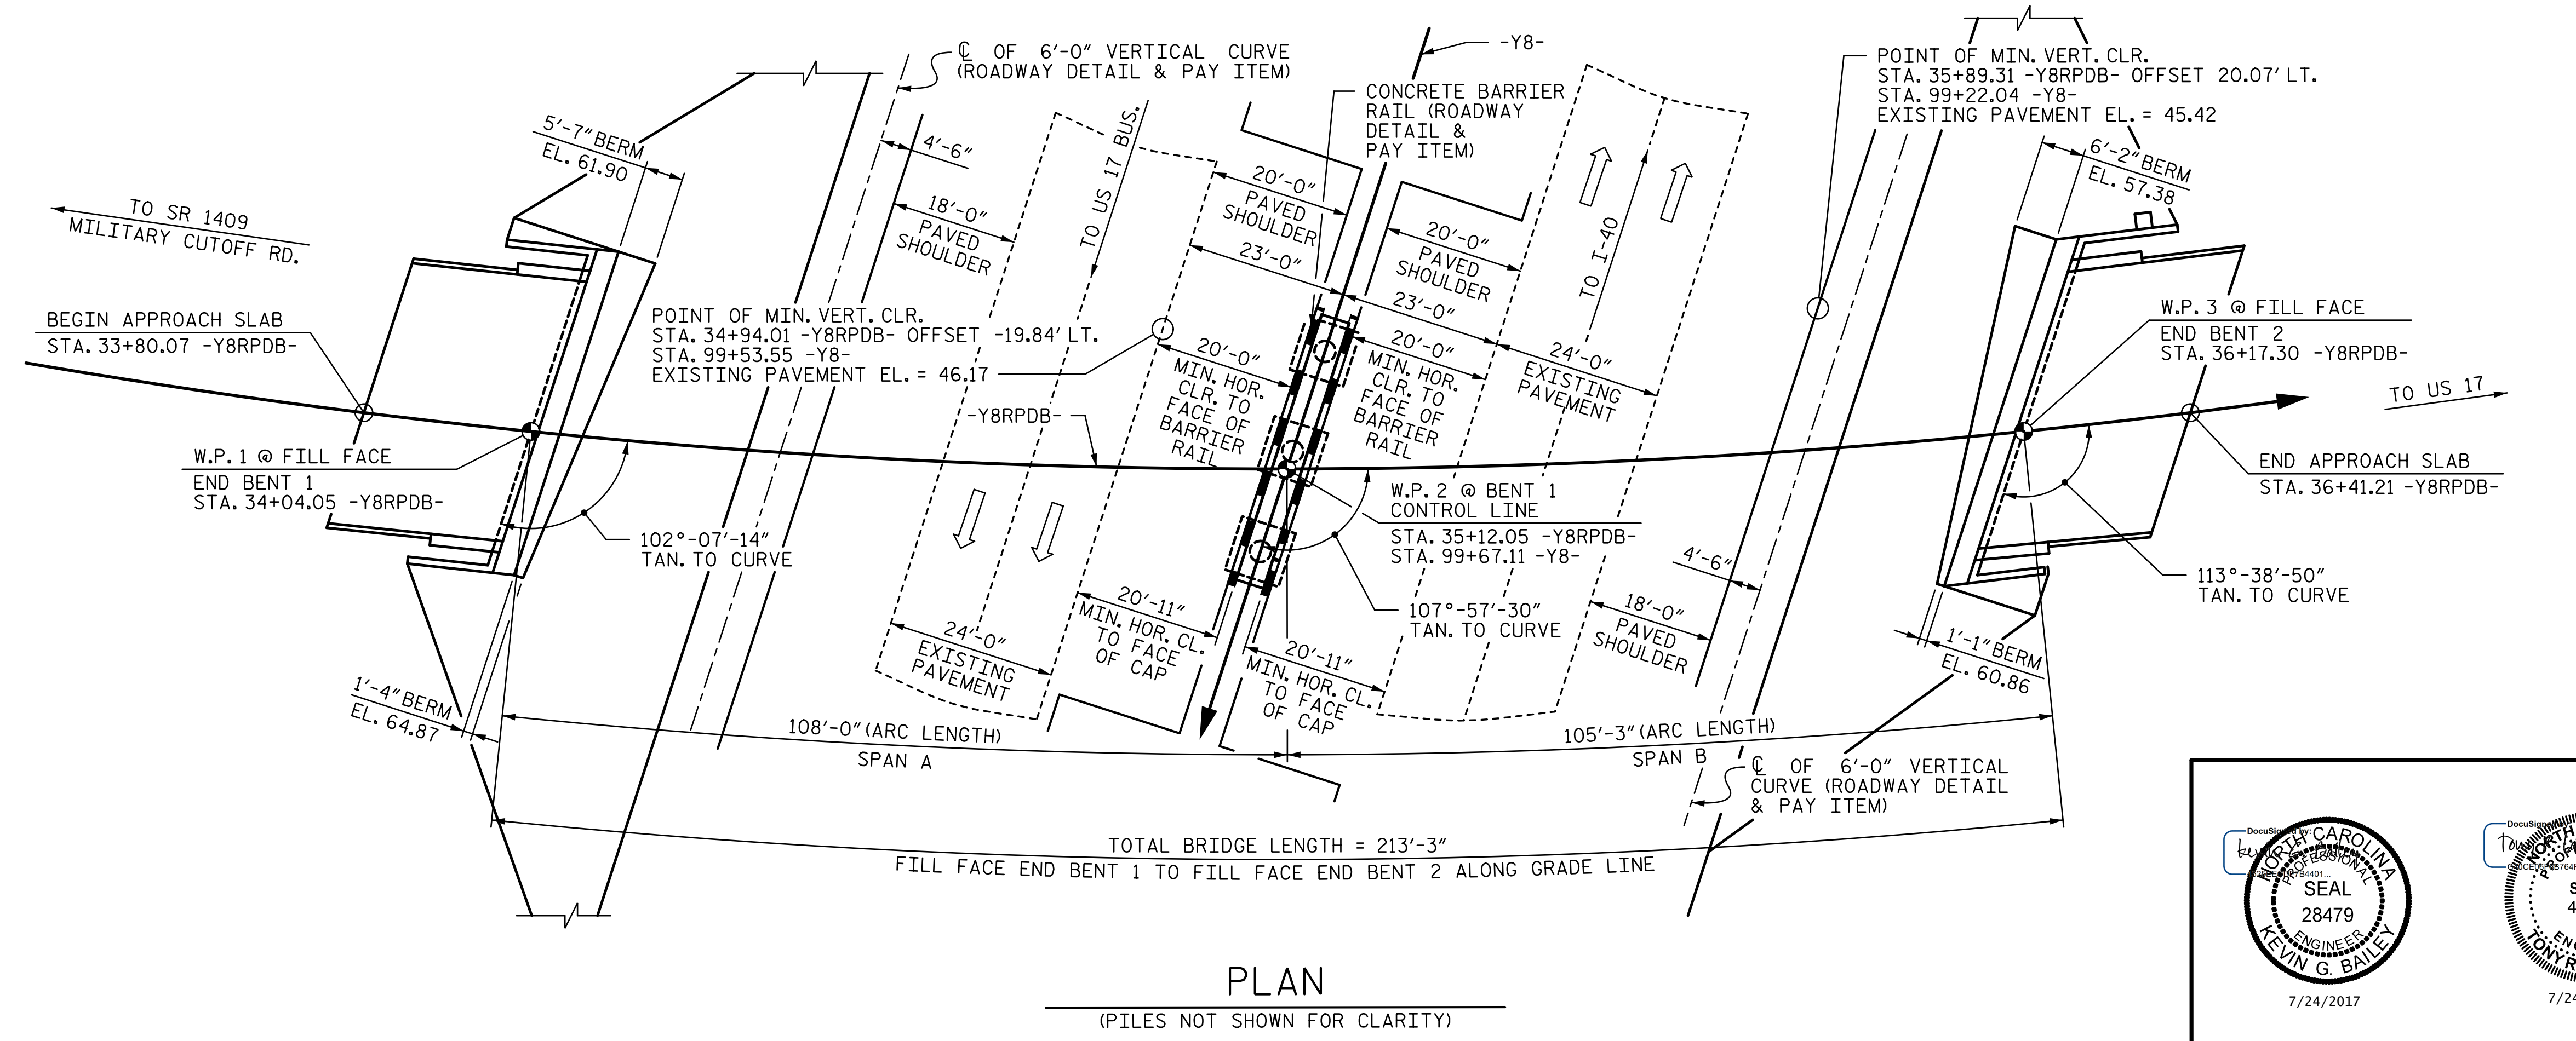 ℄ OF 6'-0" VERTICAL CURVE
(ROADWAY DETAIL & PAY ITEM)
-Y8-
CONCRETE BARRIER
RAIL (ROADWAY
DETAIL &
PAY ITEM)
POINT OF MIN. VERT. CLR.
STA. 35+89.31 -Y8RPDB- OFFSET 20.07' LT.
STA. 99+22.04 -Y8-
EXISTING PAVEMENT EL. = 45.42
5'-7" BERM
EL. 61.90
4'-6"
TO US 17 BUS.
20'-0"
PAVED
SHOULDER
6'-2" BERM
EL. 57.38
TO SR 1409
MILITARY CUTOFF RD.
18'-0"
PAVED
SHOULDER
23'-0"
20'-0"
PAVED
SHOULDER
TO I-40
23'-0"
BEGIN APPROACH SLAB
STA. 33+80.07 -Y8RPDB-
POINT OF MIN. VERT. CLR.
STA. 34+94.01 -Y8RPDB- OFFSET -19.84' LT.
STA. 99+53.55 -Y8-
EXISTING PAVEMENT EL. = 46.17
20'-0"
MIN. HOR.
CLR. TO
FACE OF
BARRIER
RAIL
20'-0"
MIN. HOR.
CLR. TO
FACE OF
BARRIER
RAIL
24'-0"
EXISTING
PAVEMENT
W.P. 3 @ FILL FACE
END BENT 2
STA. 36+17.30 -Y8RPDB-
TO US 17
-Y8RPDB-
W.P. 1 @ FILL FACE
END BENT 1
STA. 34+04.05 -Y8RPDB-
END APPROACH SLAB
STA. 36+41.21 -Y8RPDB-
W.P. 2 @ BENT 1
CONTROL LINE
STA. 35+12.05 -Y8RPDB-
STA. 99+67.11 -Y8-
102°-07'-14"
TAN. TO CURVE
4'-6"
113°-38'-50"
TAN. TO CURVE
107°-57'-30"
TAN. TO CURVE
20'-11"
MIN. HOR. CL.
TO FACE
OF CAP
18'-0"
PAVED
SHOULDER
24'-0"
EXISTING
PAVEMENT
20'-11"
MIN. HOR. CL.
TO FACE
OF CAP
1'-1" BERM
EL. 60.86
1'-4" BERM
EL. 64.87
108'-0" (ARC LENGTH)
SPAN A
105'-3" (ARC LENGTH)
SPAN B
℄ OF 6'-0" VERTICAL
CURVE (ROADWAY DETAIL
& PAY ITEM)
TOTAL BRIDGE LENGTH = 213'-3"
FILL FACE END BENT 1 TO FILL FACE END BENT 2 ALONG GRADE LINE
PLAN
(PILES NOT SHOWN FOR CLARITY)
DocuSigned by:
NORTH CAROLINA
PROFESSIONAL
SEAL
28479
ENGINEER
KEVIN G. BAILEY
7/24/2017
NORTH
TONY R